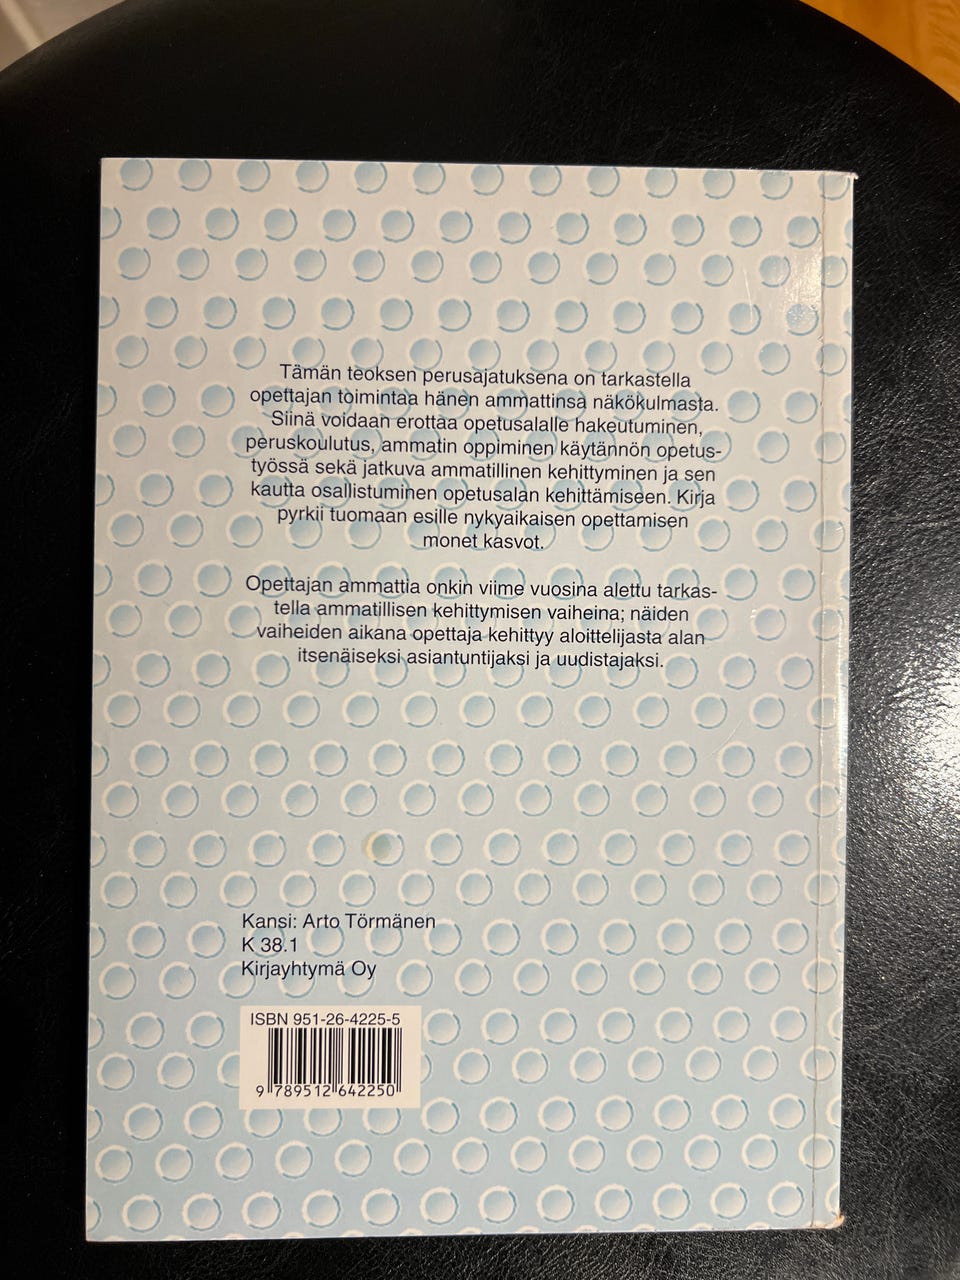 Tämän teoksen perusajatuksena on tarkastella
opettajan toimintaa hänen ammattinsa näkökulmasta.
Siinä voidaan erottaa opetusalalle hakeutuminen,
peruskoulutus, ammatin oppiminen käytännön opetus-
työssä sekä jatkuva ammatillinen kehittyminen ja sen
kautta osallistuminen opetusalan kehittämiseen. Kirja
pyrkii tuomaan esille nykyaikaisen opettamisen
monet kasvot.
Opettajan ammattia onkin viime vuosina alettu tarkas-
tella ammatillisen kehittymisen vaiheina; näiden
vaiheiden aikana opettaja kehittyy aloittelijasta alan
itsenäiseksi asiantuntijaksi ja uudistajaksi.
Kansi: Arto Törmänen
K 38.1
Kirjayhtymä Oy
ISBN 951-26-4225-5
9 789512 642250